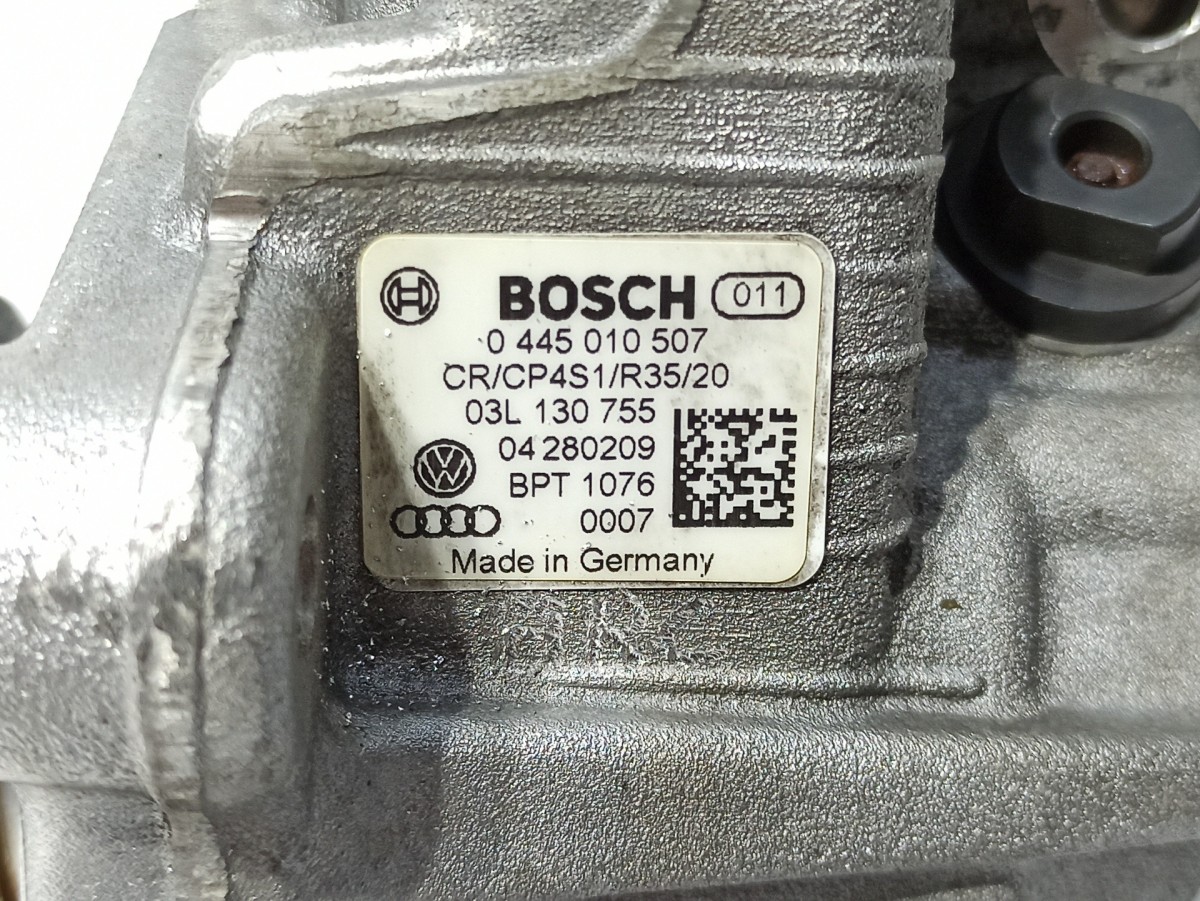 BOSCH 011
0 445 010 507
CR/CP4S1/R35/20
03L 130 755
04 280209
BPT 1076
0007
Made in Germany